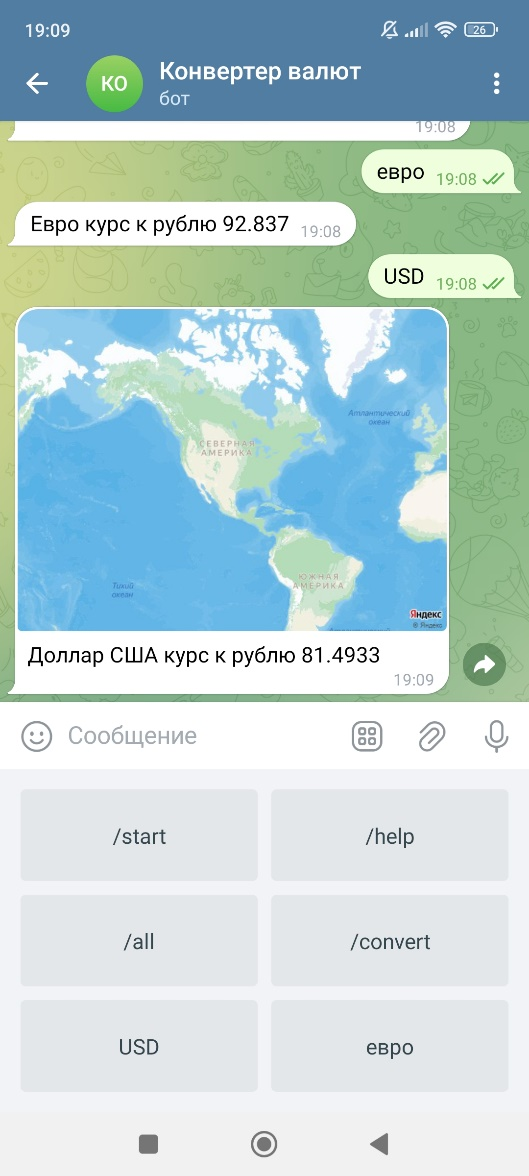 19:09
26
КО
Конвертер валют
бот
19:08
евро 19:08
Евро курс к рублю 92.837 19:08
USD 19:08
Атлантический
океан
СЕВЕРНАЯ
АМЕРИКА
ЮЖНАЯ
АМЕРИКА
Тихий
океан
Яндекс
© Яндекс
Доллар США курс к рублю 81.4933
19:09
Сообщение
/start
/help
/all
/convert
USD
евро